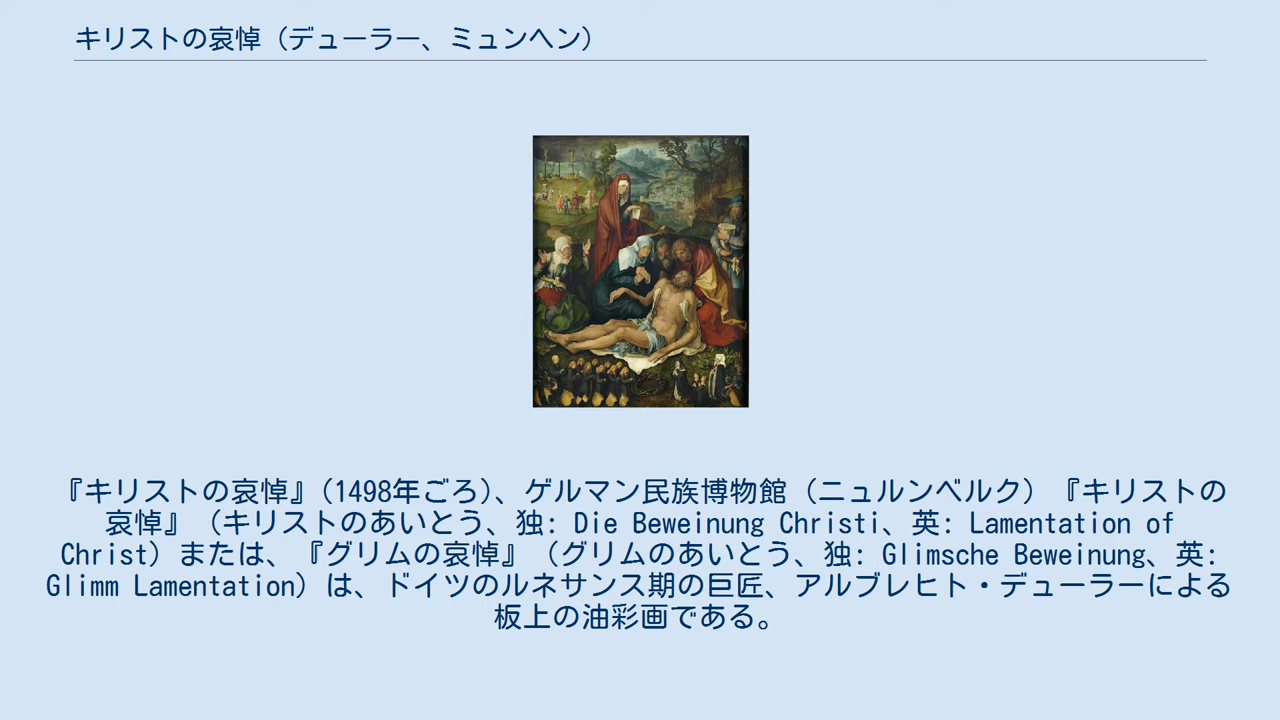 キリストの哀悼（デューラー、ミュンヘン）
『キリストの哀悼』(1498年ごろ)、ゲルマン民族博物館（ニュルンベルク）『キリストの
哀悼』（キリストのあいとう、独: Die Beweinung Christi、英: Lamentation of
Christ）または、『グリムの哀悼』（グリムのあいとう、独: Glimsche Beweinung、英:
Glimm Lamentation）は、ドイツのルネサンス期の巨匠、アルブレヒト・デューラーによる
板上の油彩画である。